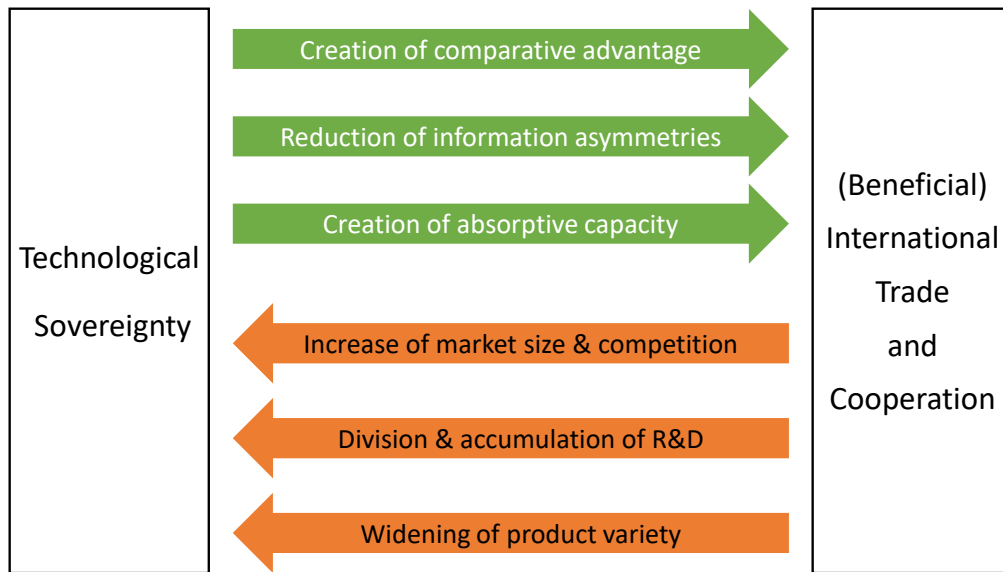 Technological
Sovereignty
Creation of comparative advantage
Reduction of information asymmetries
Creation of absorptive capacity
Increase of market size & competition
Division & accumulation of R&D
Widening of product variety
(Beneficial)
International
Trade
and
Cooperation